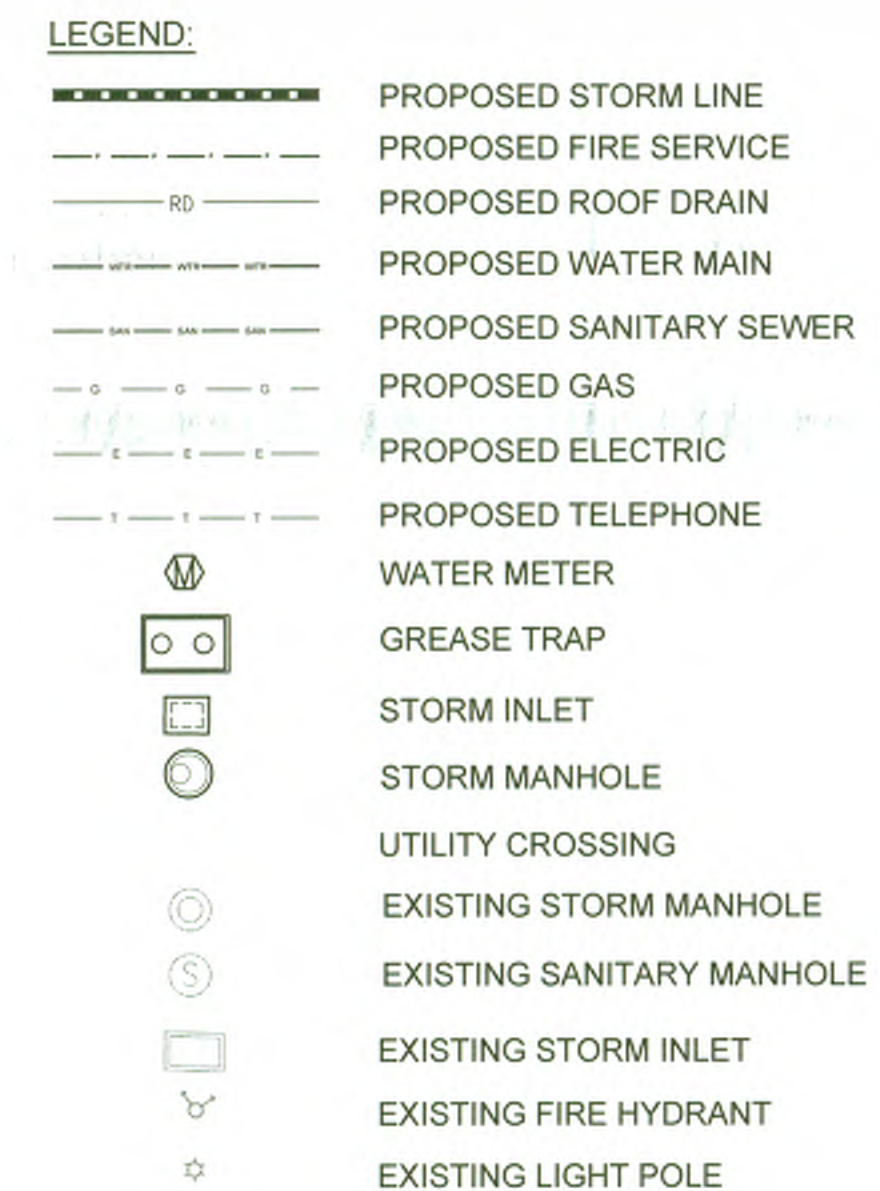 LEGEND:
PROPOSED STORM LINE
F F F F PROPOSED FIRE SERVICE
RD PROPOSED ROOF DRAIN
WTR WTR WTR PROPOSED WATER MAIN
SAN SAN SAN PROPOSED SANITARY SEWER
G G G PROPOSED GAS
E E E PROPOSED ELECTRIC
T T T PROPOSED TELEPHONE
M WATER METER
GREASE TRAP
STORM INLET
STORM MANHOLE
UTILITY CROSSING
EXISTING STORM MANHOLE
S EXISTING SANITARY MANHOLE
EXISTING STORM INLET
EXISTING FIRE HYDRANT
EXISTING LIGHT POLE